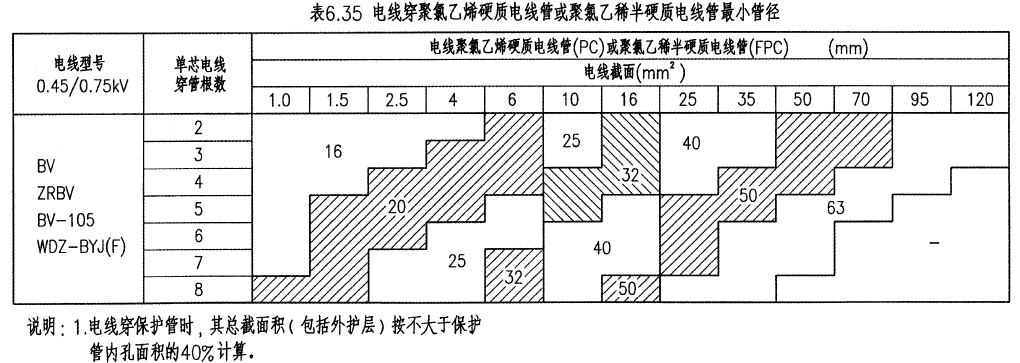 表6.35 电线穿聚氯乙烯硬质电线管或聚氯乙稀半硬质电线管最小管径
电线型号
0.45/0.75kV
单芯电线
穿管根数
电线聚氯乙烯硬质电线管(PC)或聚氯乙稀半硬质电线管(FPC) (mm)
电线截面(mm²)
1.0 1.5 2.5 4 6 10 16 25 35 50 70 95 120
BV
ZRBV
BV-105
WDZ-BYJ(F)
2
3
4
5
6
7
8
16
20
25
32
25
32
40
50
40
50
63
-
说明：1.电线穿保护管时，其总截面积(包括外护层)按不大于保护
管内孔面积的40%计算。